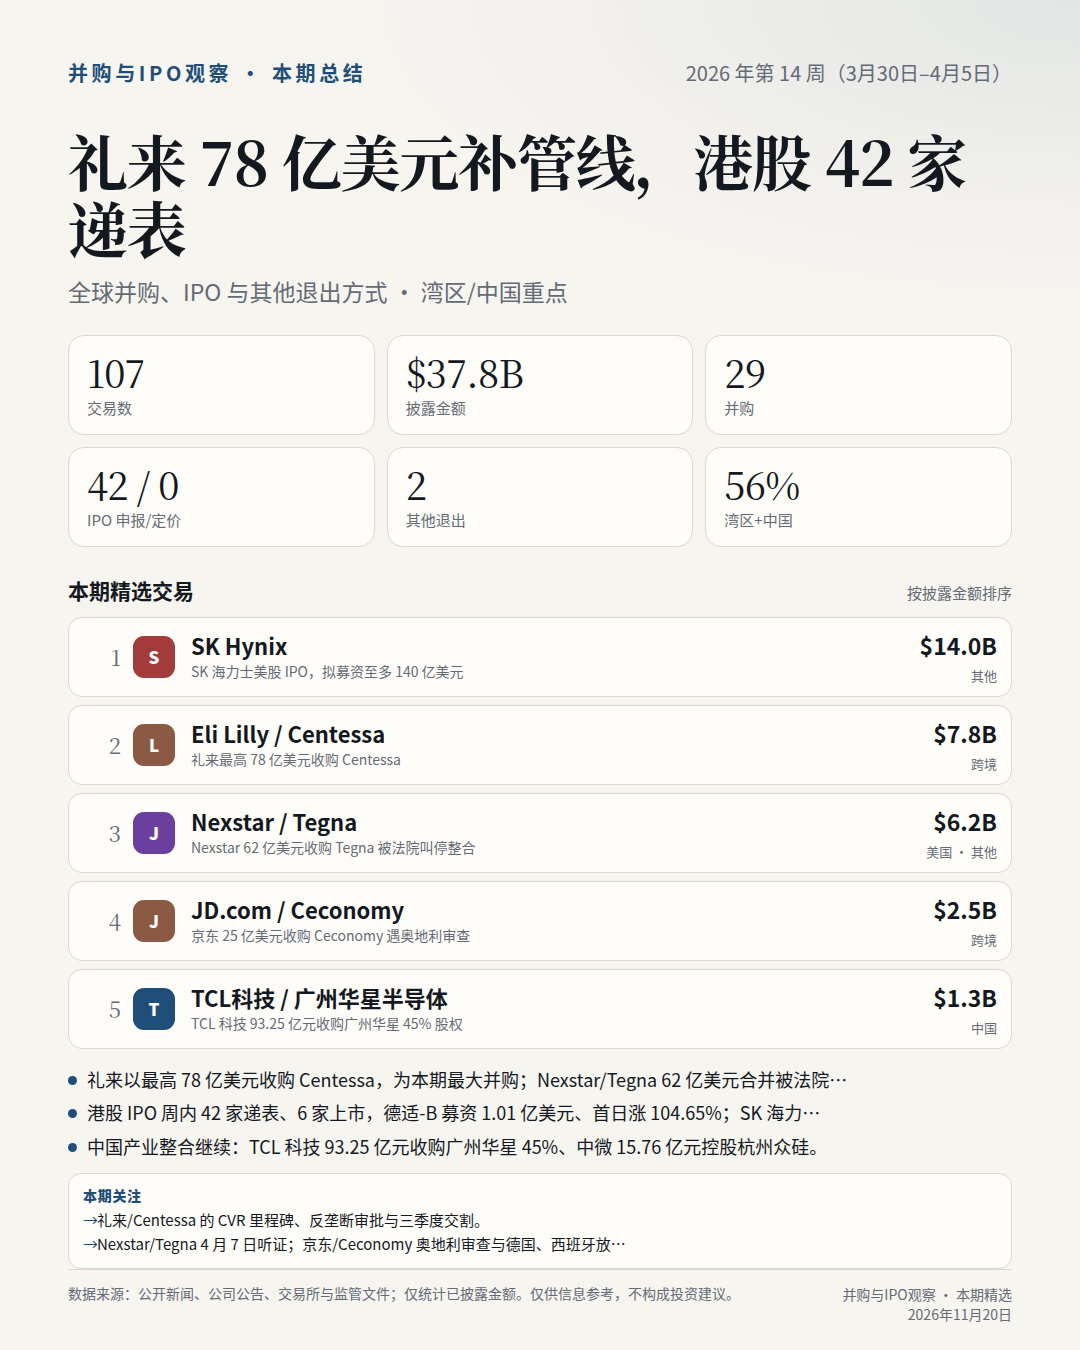 并购与IPO观察 · 本期总结
2026 年第 14 周（3月30日–4月5日）
礼来 78 亿美元补管线，港股 42 家
递表
全球并购、IPO 与其他退出方式 · 湾区/中国重点
107
交易数
$37.8B
披露金额
29
并购
42 / 0
IPO 申报/定价
2
其他退出
56%
湾区+中国
本期精选交易
按披露金额排序
1
S
SK Hynix
SK 海力士美股 IPO，拟募资至多 140 亿美元
$14.0B
其他
2
L
Eli Lilly / Centessa
礼来最高 78 亿美元收购 Centessa
$7.8B
跨境
3
J
Nexstar / Tegna
Nexstar 62 亿美元收购 Tegna 被法院叫停整合
$6.2B
美国 · 其他
4
J
JD.com / Ceconomy
京东 25 亿美元收购 Ceconomy 遇奥地利审查
$2.5B
跨境
5
T
TCL科技 / 广州华星半导体
TCL 科技 93.25 亿元收购广州华星 45% 股权
$1.3B
中国
礼来以最高 78 亿美元收购 Centessa，为本期最大并购；Nexstar/Tegna 62 亿美元合并被法院…
港股 IPO 周内 42 家递表、6 家上市，德适-B 募资 1.01 亿美元、首日涨 104.65%；SK 海力…
中国产业整合继续：TCL 科技 93.25 亿元收购广州华星 45%、中微 15.76 亿元控股杭州众硅。
本期关注
→礼来/Centessa 的 CVR 里程碑、反垄断审批与三季度交割。
→Nexstar/Tegna 4 月 7 日听证；京东/Ceconomy 奥地利审查与德国、西班牙放…
数据来源：公开新闻、公司公告、交易所与监管文件；仅统计已披露金额。仅供信息参考，不构成投资建议。
并购与IPO观察 · 本期精选
2026年11月20日